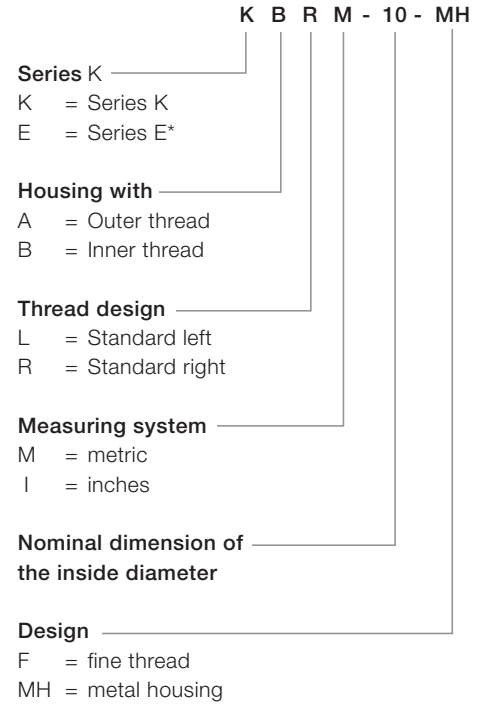 K B R M - 10 - MH
Series K
K = Series K
E = Series E*
Housing with
A = Outer thread
B = Inner thread
Thread design
L = Standard left
R = Standard right
Measuring system
M = metric
I = inches
Nominal dimension of
the inside diameter
Design
F = fine thread
MH = metal housing